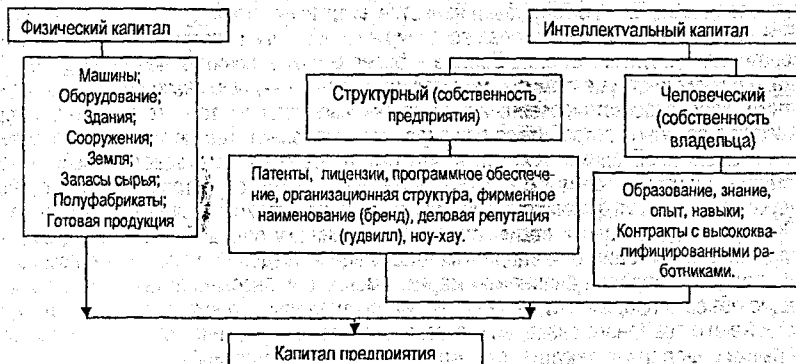 Физический капитал
Интеллектуальный капитал
Машины;
Оборудование;
Здания;
Сооружения;
Земля;
Запасы сырья;
Полуфабрикаты;
Готовая продукция
Структурный (собственность
предприятия)
Человеческий
(собственность
владельца)
Патенты, лицензии, программное обеспече-
ние, организационная структура, фирменное
наименование (бренд), деловая репутация
(гудвилл), ноу-хау.
Образование, знание,
опыт, навыки;
Контракты с высококва-
лифицированными ра-
ботниками.
Капитал предприятия